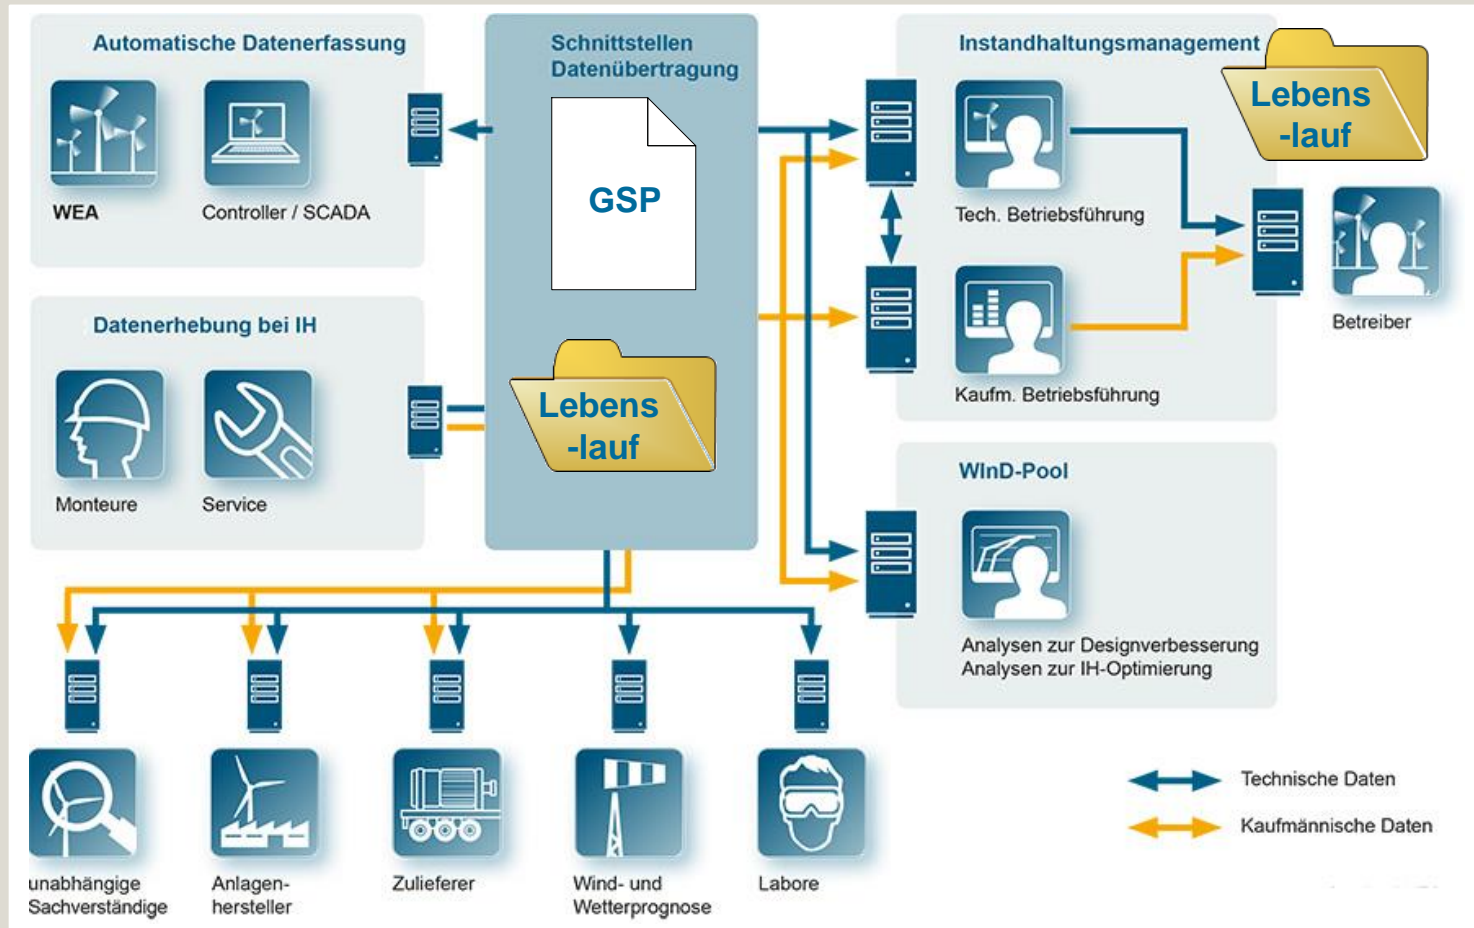 Automatische Datenerfassung
WEA
Controller / SCADA
Datenerhebung bei IH
Monteure
Service
Schnittstellen
Datenübertragung
GSP
Lebens
-lauf
Instandhaltungsmanagement
Lebens
-lauf
Tech. Betriebsführung
Kaufm. Betriebsführung
Betreiber
WInD-Pool
Analysen zur Designverbesserung
Analysen zur IH-Optimierung
unabhängige
Sachverständige
Anlagen-
hersteller
Zulieferer
Wind- und
Wetterprognose
Labore
Technische Daten
Kaufmännische Daten